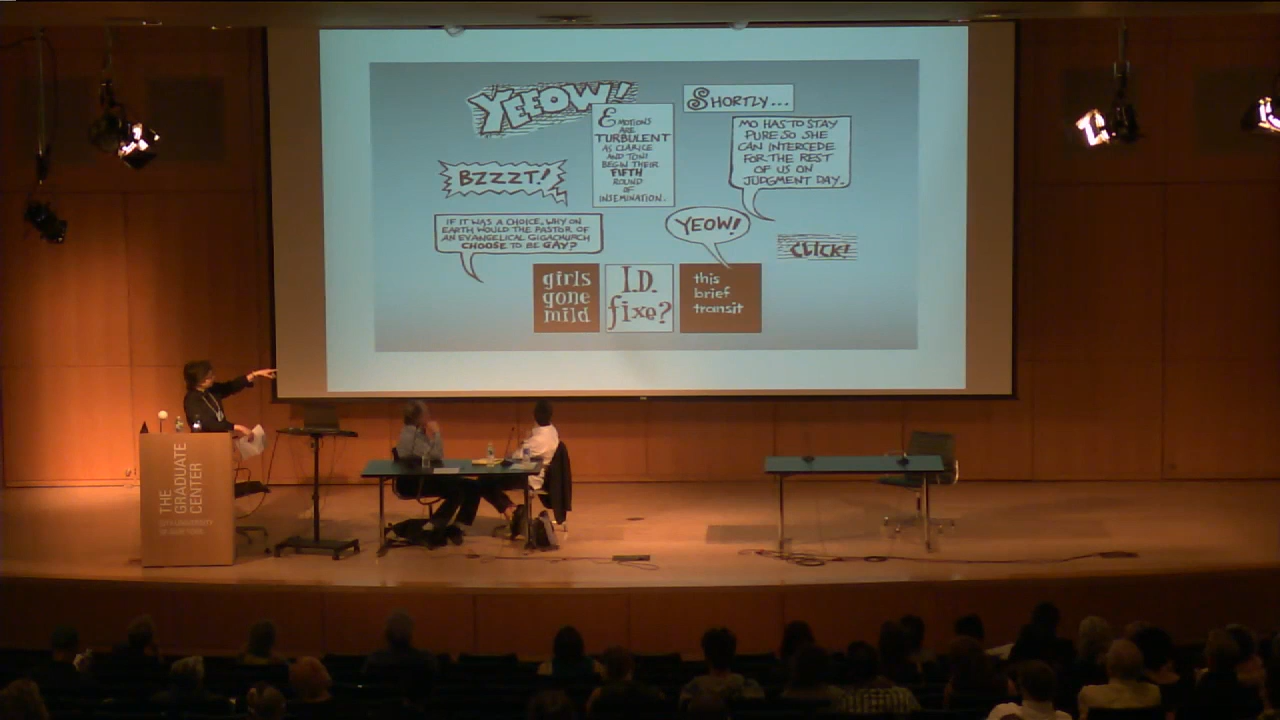 YEEOW!
SHORTLY...
EMOTIONS
ARE
TURBULENT
AS CLARICE
AND TONI
BEGIN THEIR
FIFTH
ROUND
OF
INSEMINATION.
MO HAS TO STAY
PURE SO SHE
CAN INTERCEDE
FOR THE REST
OF US ON
JUDGMENT DAY.
BZZZT!
IF IT WAS A CHOICE, WHY ON
EARTH WOULD THE PASTOR OF
AN EVANGELICAL GIGACHURCH
CHOOSE TO BE GAY?
YEOW!
CLICK!
girls
gone
mild
I.D.
fixe?
this
brief
transit
THE
GRADUATE
CENTER